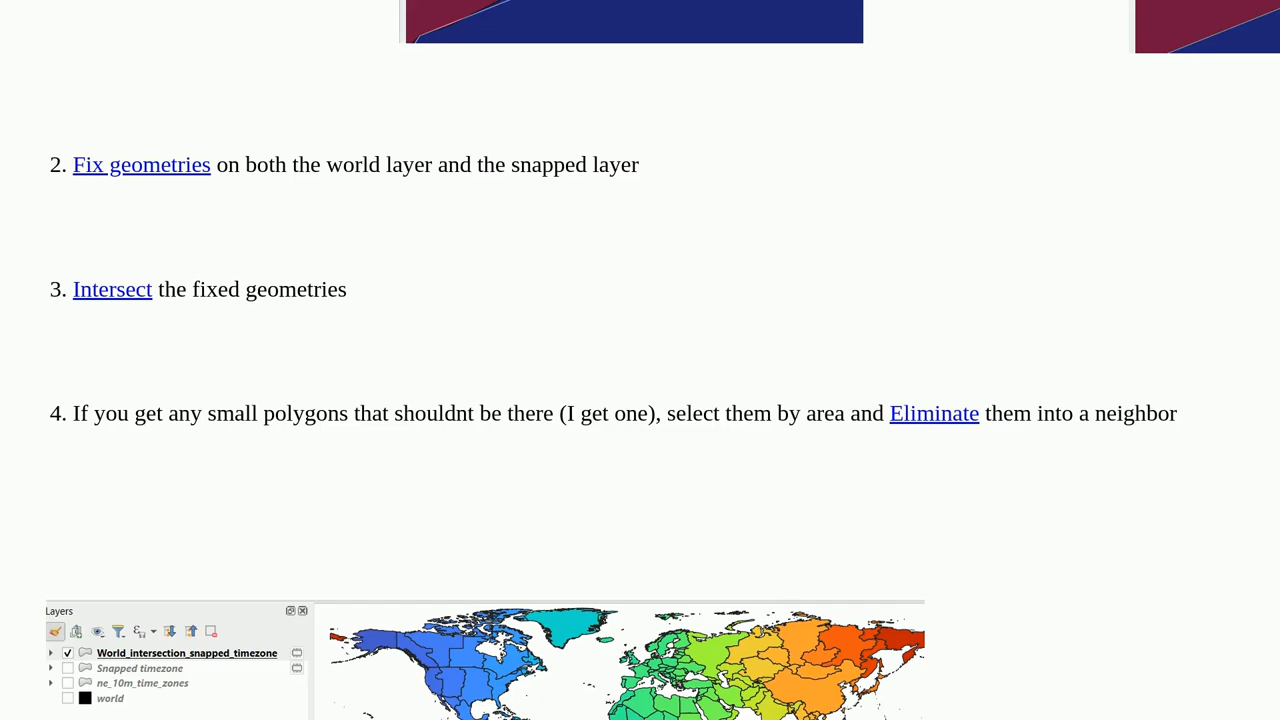 2. Fix geometries on both the world layer and the snapped layer
3. Intersect the fixed geometries
4. If you get any small polygons that shouldnt be there (I get one), select them by area and Eliminate them into a neighbor
Layers
World_intersection_snapped_timezone
Snapped timezone
ne_10m_time_zones
world